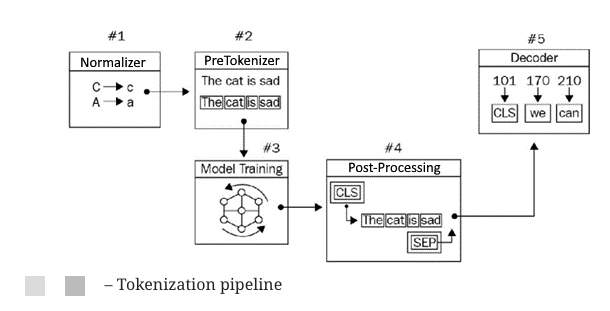 #1
Normalizer
C → c
A → a
#2
PreTokenizer
The cat is sad
The cat is sad
#3
Model Training
#4
Post-Processing
CLS
The cat is sad
SEP
#5
Decoder
101 170 210
CLS we can
– Tokenization pipeline